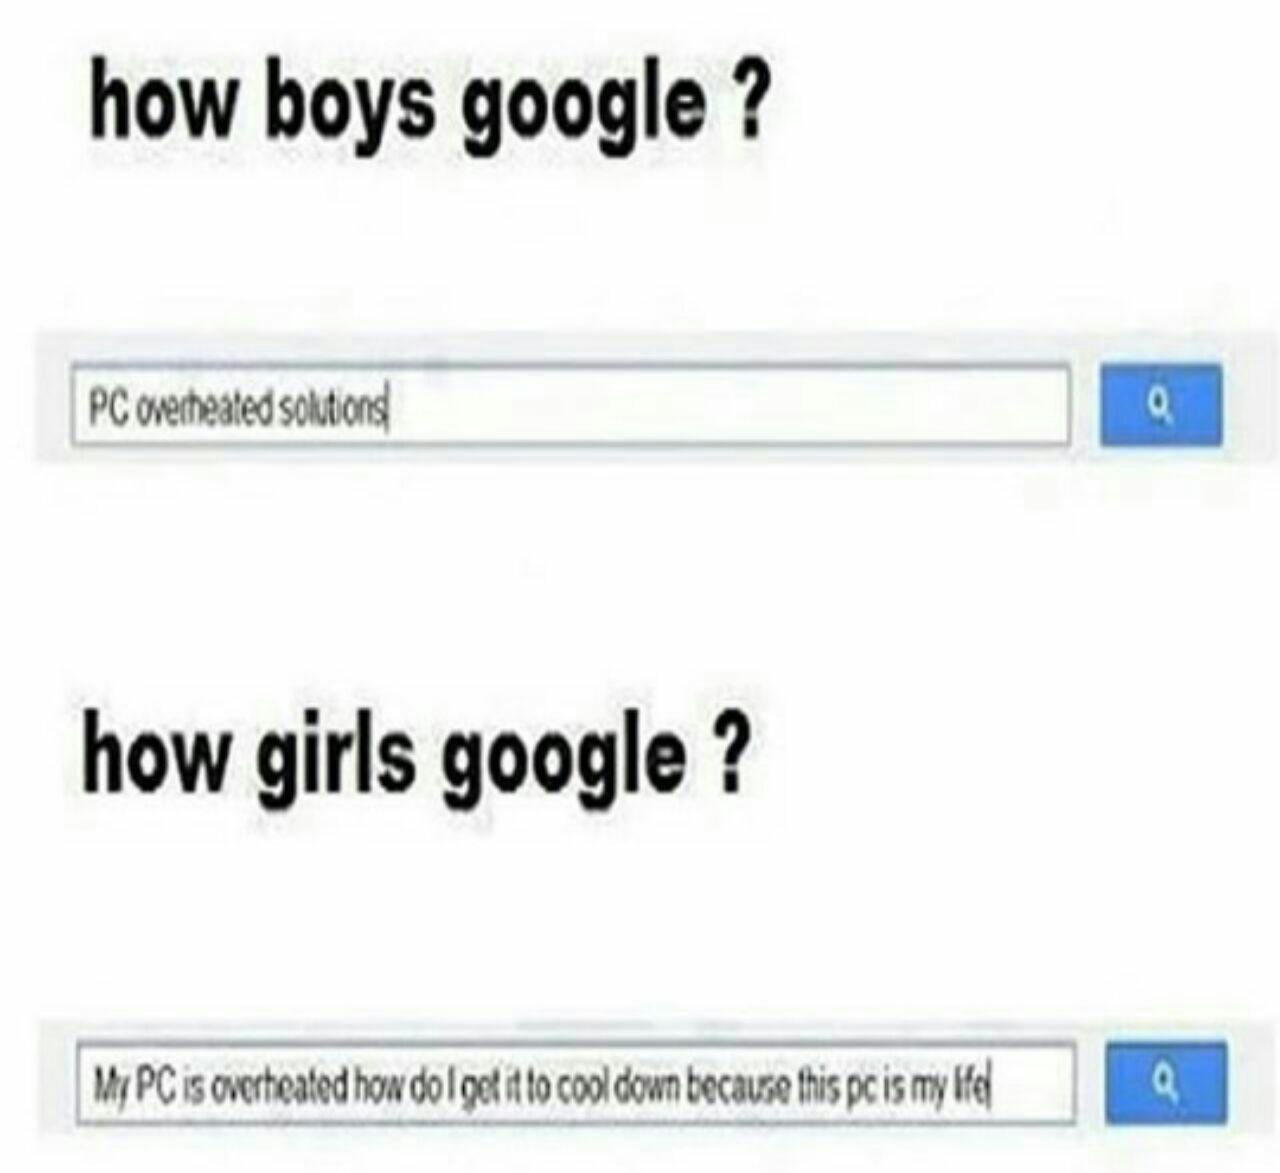 how boys google ?
PC overheated solutions
how girls google ?
My PC is overheated how do I get it to cool down because this pc is my life